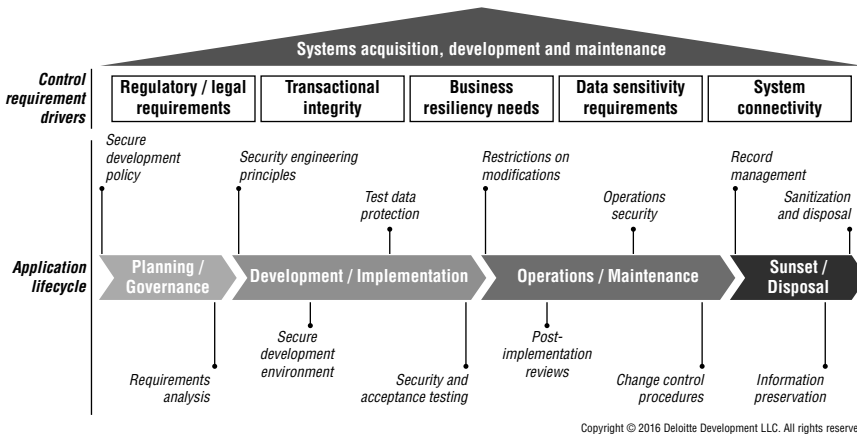 Systems acquisition, development and maintenance
Control
requirement
drivers
Regulatory / legal
requirements
Transactional
integrity
Business
resiliency needs
Data sensitivity
requirements
System
connectivity
Secure
development
policy
Security engineering
principles
Test data
protection
Restrictions on
modifications
Operations
security
Record
management
Sanitization
and disposal
Application
lifecycle
Planning /
Governance
Development / Implementation
Operations / Maintenance
Sunset /
Disposal
Requirements
analysis
Secure
development
environment
Security and
acceptance testing
Post-
implementation
reviews
Change control
procedures
Information
preservation
Copyright © 2016 Deloitte Development LLC. All rights reserve